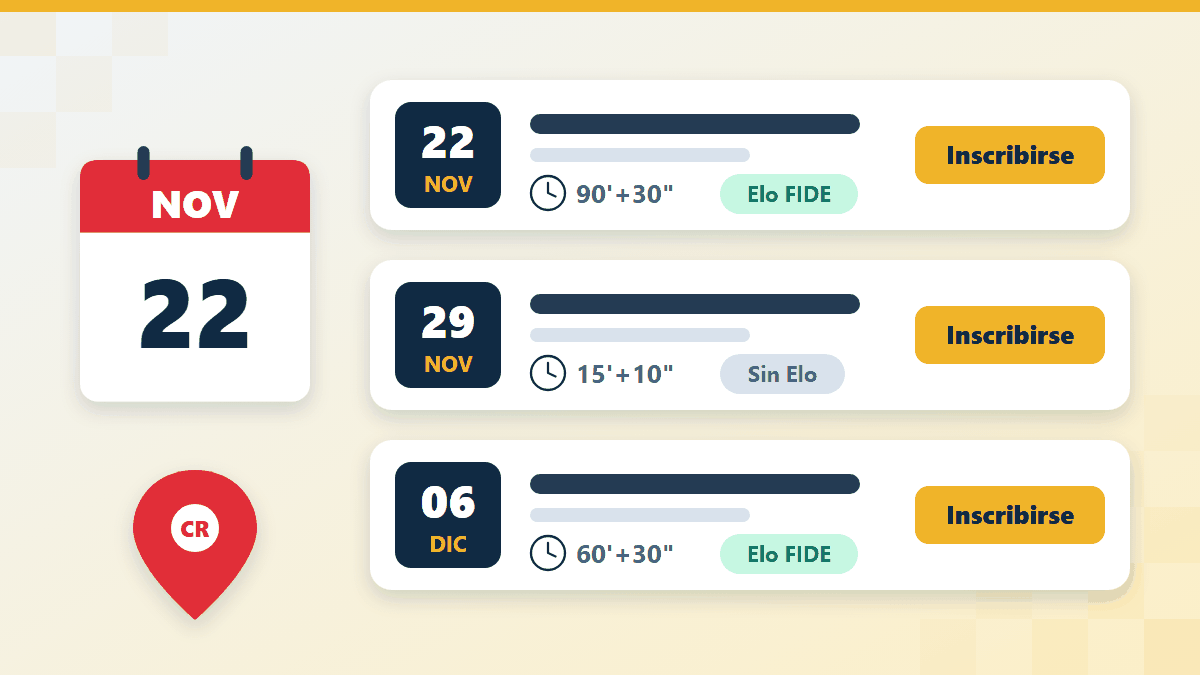 NOV
22
CR
22
NOV
90'+30"
Elo FIDE
Inscribirse
29
NOV
15'+10"
Sin Elo
Inscribirse
06
DIC
60'+30"
Elo FIDE
Inscribirse